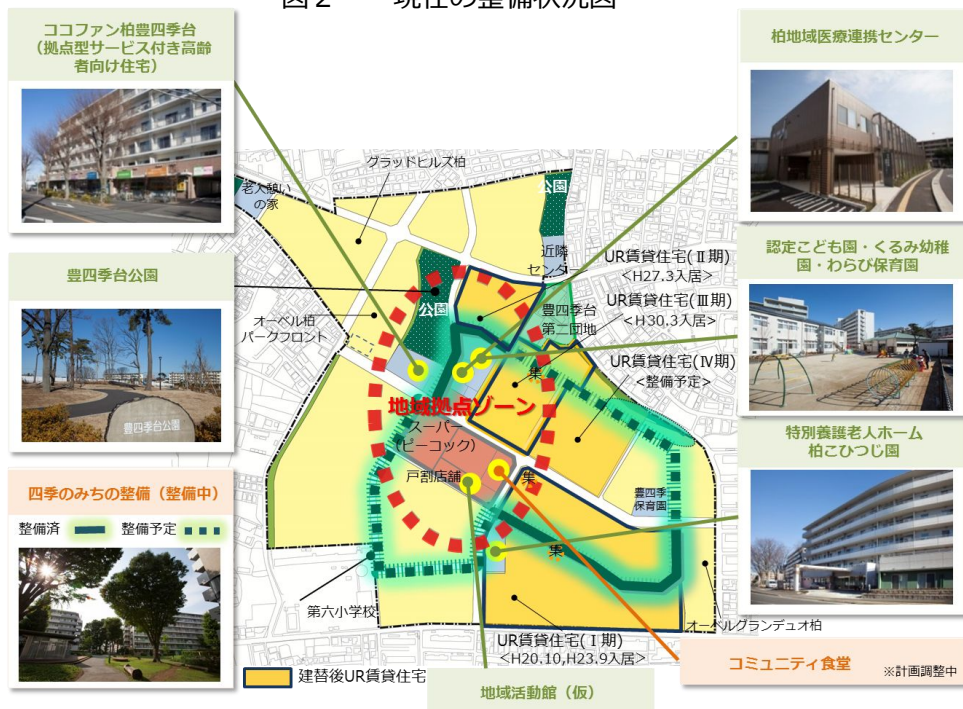 図２　　現在の整備状況図
ココファン柏豊四季台
（拠点型サービス付き高齢
者向け住宅）
柏地域医療連携センター
豊四季台公園
豊四季台公園
認定こども園・くるみ幼稚
園・わらび保育園
四季のみちの整備（整備中）
整備済
整備予定
特別養護老人ホーム
柏こひつじ園
グラッドヒルズ柏
老人憩い
の家
公園
近隣
センター
UR賃貸住宅(Ⅱ期)
<H27.3入居>
豊四季台
第二団地
UR賃貸住宅(Ⅲ期)
<H30.3入居>
UR賃貸住宅(Ⅳ期)
<整備予定>
公園
オーベル柏
パークフロント
集
地域拠点ゾーン
スーパー
（ピーコック）
戸割店舗
集
豊四季
保育園
集
第六小学校
オーベルグランデュオ柏
UR賃貸住宅(Ⅰ期)
<H20.10,H23.9入居>
建替後UR賃貸住宅
コミュニティ食堂
※計画調整中
地域活動館（仮）